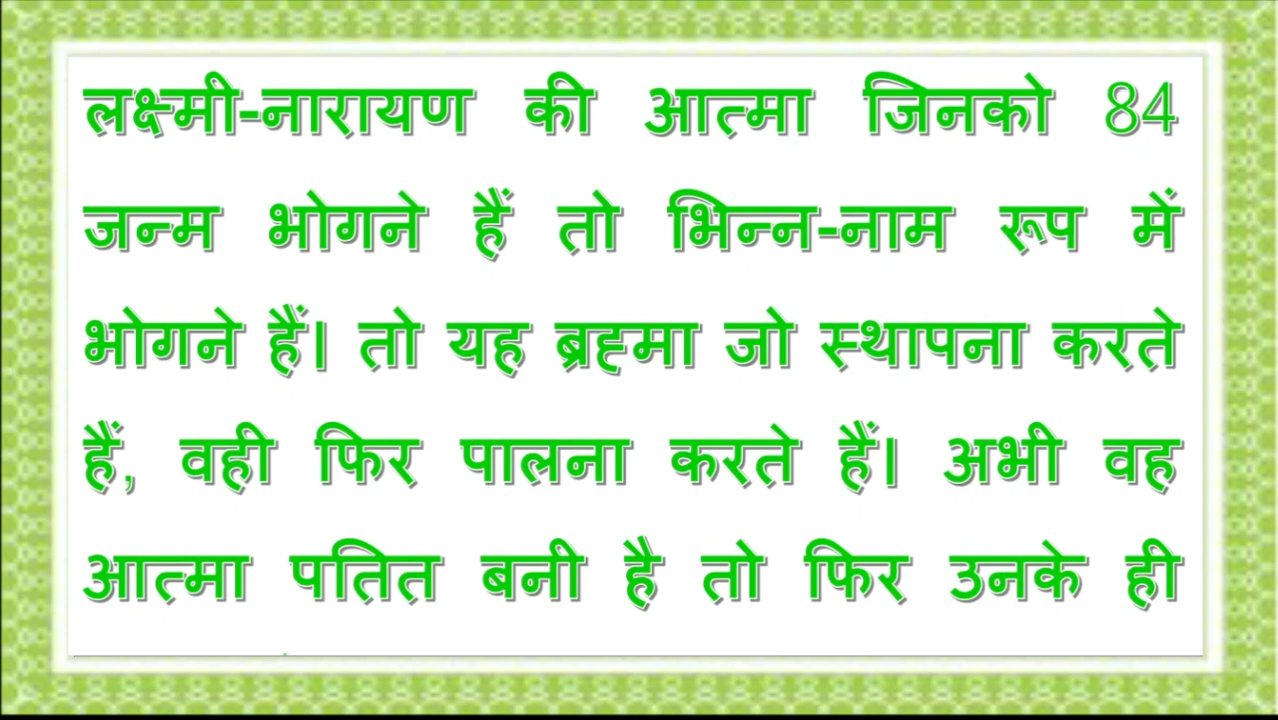 लक्ष्मी-नारायण की आत्मा जिनको 84
जन्म भोगने हैं तो भिन्न-नाम रूप में
भोगने हैं। तो यह ब्रह्मा जो स्थापना करते
हैं, वही फिर पालना करते हैं। अभी वह
आत्मा पतित बनी है तो फिर उनके ही